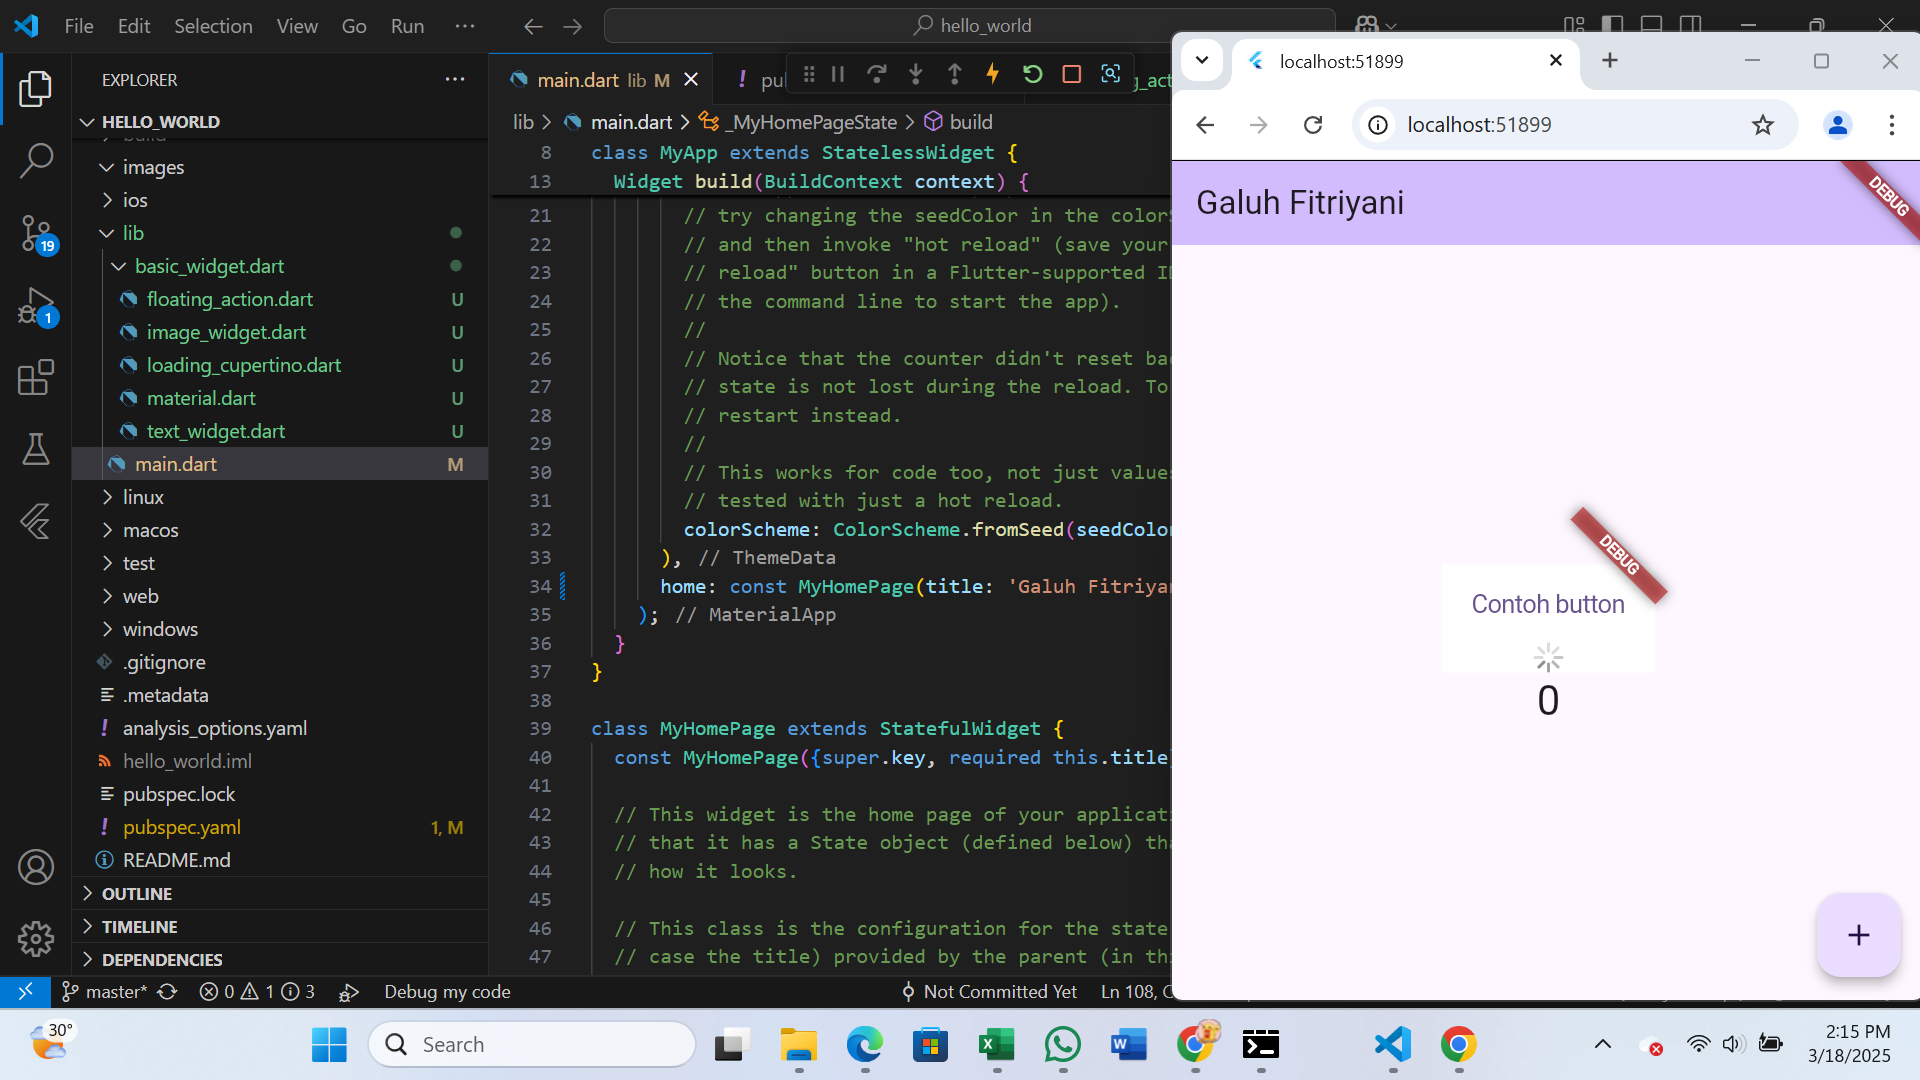 File Edit Selection View Go Run ···
hello_world
EXPLORER
HELLO_WORLD
build
images
ios
lib
basic_widget.dart
floating_action.dart U
image_widget.dart U
loading_cupertino.dart U
material.dart U
text_widget.dart U
main.dart M
linux
macos
test
web
windows
.gitignore
.metadata
analysis_options.yaml
hello_world.iml
pubspec.lock
pubspec.yaml 1, M
README.md
OUTLINE
TIMELINE
DEPENDENCIES
19
1
main.dart lib M
lib > main.dart > _MyHomePageState > build
8 class MyApp extends StatelessWidget {
13 Widget build(BuildContext context) {
21 // try changing the seedColor in the
22 // and then invoke "hot reload" (save your
23 // reload" button in a Flutter-supported
24 // the command line to start the app).
25 //
26 // Notice that the counter didn't reset
27 // state is not lost during the reload. To
28 // restart instead.
29 //
30 // This works for code too, not just
31 // tested with just a hot reload.
32 colorScheme: ColorScheme.fromSeed(
33 ), // ThemeData
34 home: const MyHomePage(title: 'Galuh
35 ); // MaterialApp
36 }
37 }
38
39 class MyHomePage extends StatefulWidget {
40 const MyHomePage({super.key, required this.title
41
42 // This widget is the home page of your
43 // that it has a State object (defined below)
44 // how it looks.
45
46 // This class is the configuration for the state
47 // case the title) provided by the parent (in
master* 0 1 3 Debug my code Not Committed Yet Ln 108,
localhost:51899
localhost:51899
Galuh Fitriyani
DEBUG
DEBUG
Contoh button
0
+
30°
Search
2:15 PM
3/18/2025